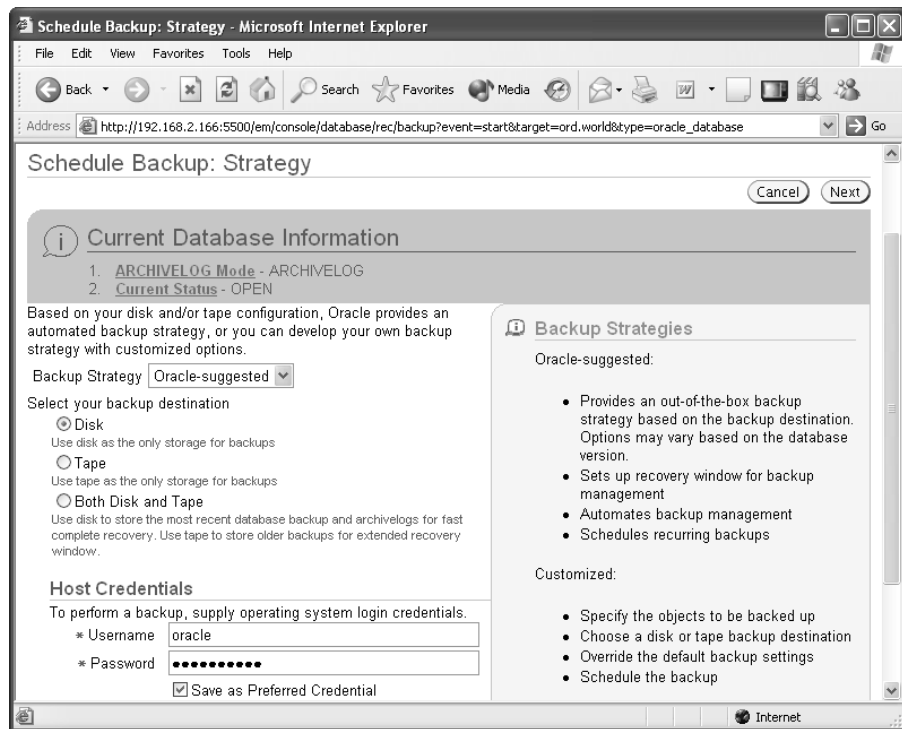 Schedule Backup: Strategy - Microsoft Internet Explorer
File Edit View Favorites Tools Help
Back Search Favorites Media
Address http://192.168.2.166:5500/em/console/database/rec/backup?event=start&target=ord.world&type=oracle_database Go
Schedule Backup: Strategy
Cancel Next
i Current Database Information
1. ARCHIVELOG Mode - ARCHIVELOG
2. Current Status - OPEN
Based on your disk and/or tape configuration, Oracle provides an
automated backup strategy, or you can develop your own backup
strategy with customized options.
Backup Strategy Oracle-suggested
Select your backup destination
Disk
Use disk as the only storage for backups
Tape
Use tape as the only storage for backups
Both Disk and Tape
Use disk to store the most recent database backup and archivelogs for fast
complete recovery. Use tape to store older backups for extended recovery
window.
Host Credentials
To perform a backup, supply operating system login credentials.
* Username oracle
* Password ••••••••••
Save as Preferred Credential
i Backup Strategies
Oracle-suggested:
• Provides an out-of-the-box backup
strategy based on the backup destination.
Options may vary based on the database
version.
• Sets up recovery window for backup
management
• Automates backup management
• Schedules recurring backups
Customized:
• Specify the objects to be backed up
• Choose a disk or tape backup destination
• Override the default backup settings
• Schedule the backup
Internet